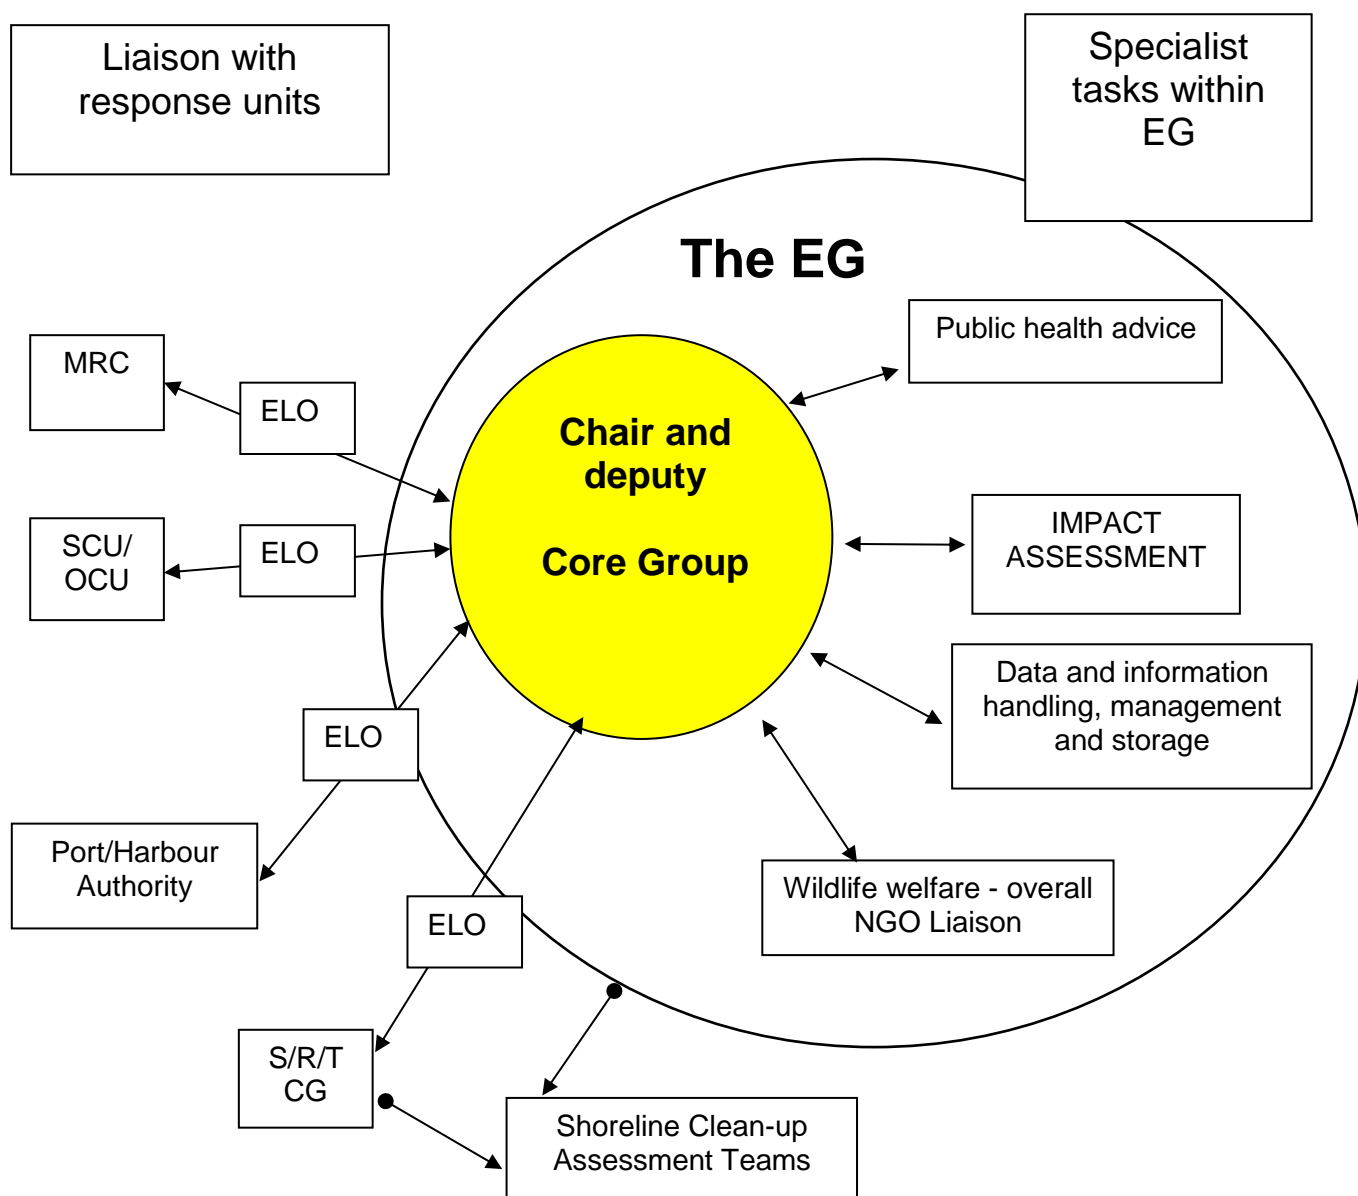 Liaison with
response units
Specialist
tasks within
EG
The EG
Public health advice
MRC
ELO
Chair and
deputy
Core Group
SCU/
OCU
ELO
IMPACT
ASSESSMENT
Data and information
handling, management
and storage
ELO
Port/Harbour
Authority
Wildlife welfare - overall
NGO Liaison
ELO
S/R/T
CG
Shoreline Clean-up
Assessment Teams